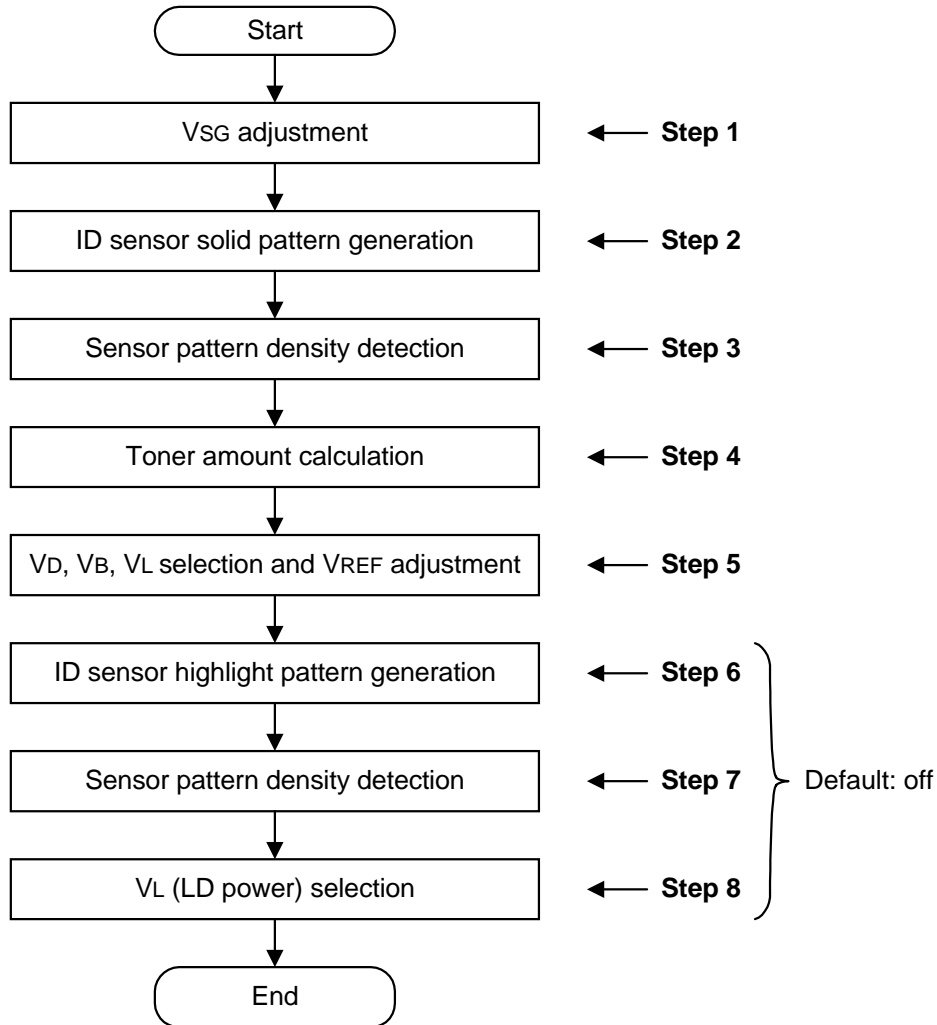 Start
VSG adjustment
Step 1
ID sensor solid pattern generation
Step 2
Sensor pattern density detection
Step 3
Toner amount calculation
Step 4
VD, VB, VL selection and VREF adjustment
Step 5
ID sensor highlight pattern generation
Step 6
Sensor pattern density detection
Step 7
Default: off
VL (LD power) selection
Step 8
End